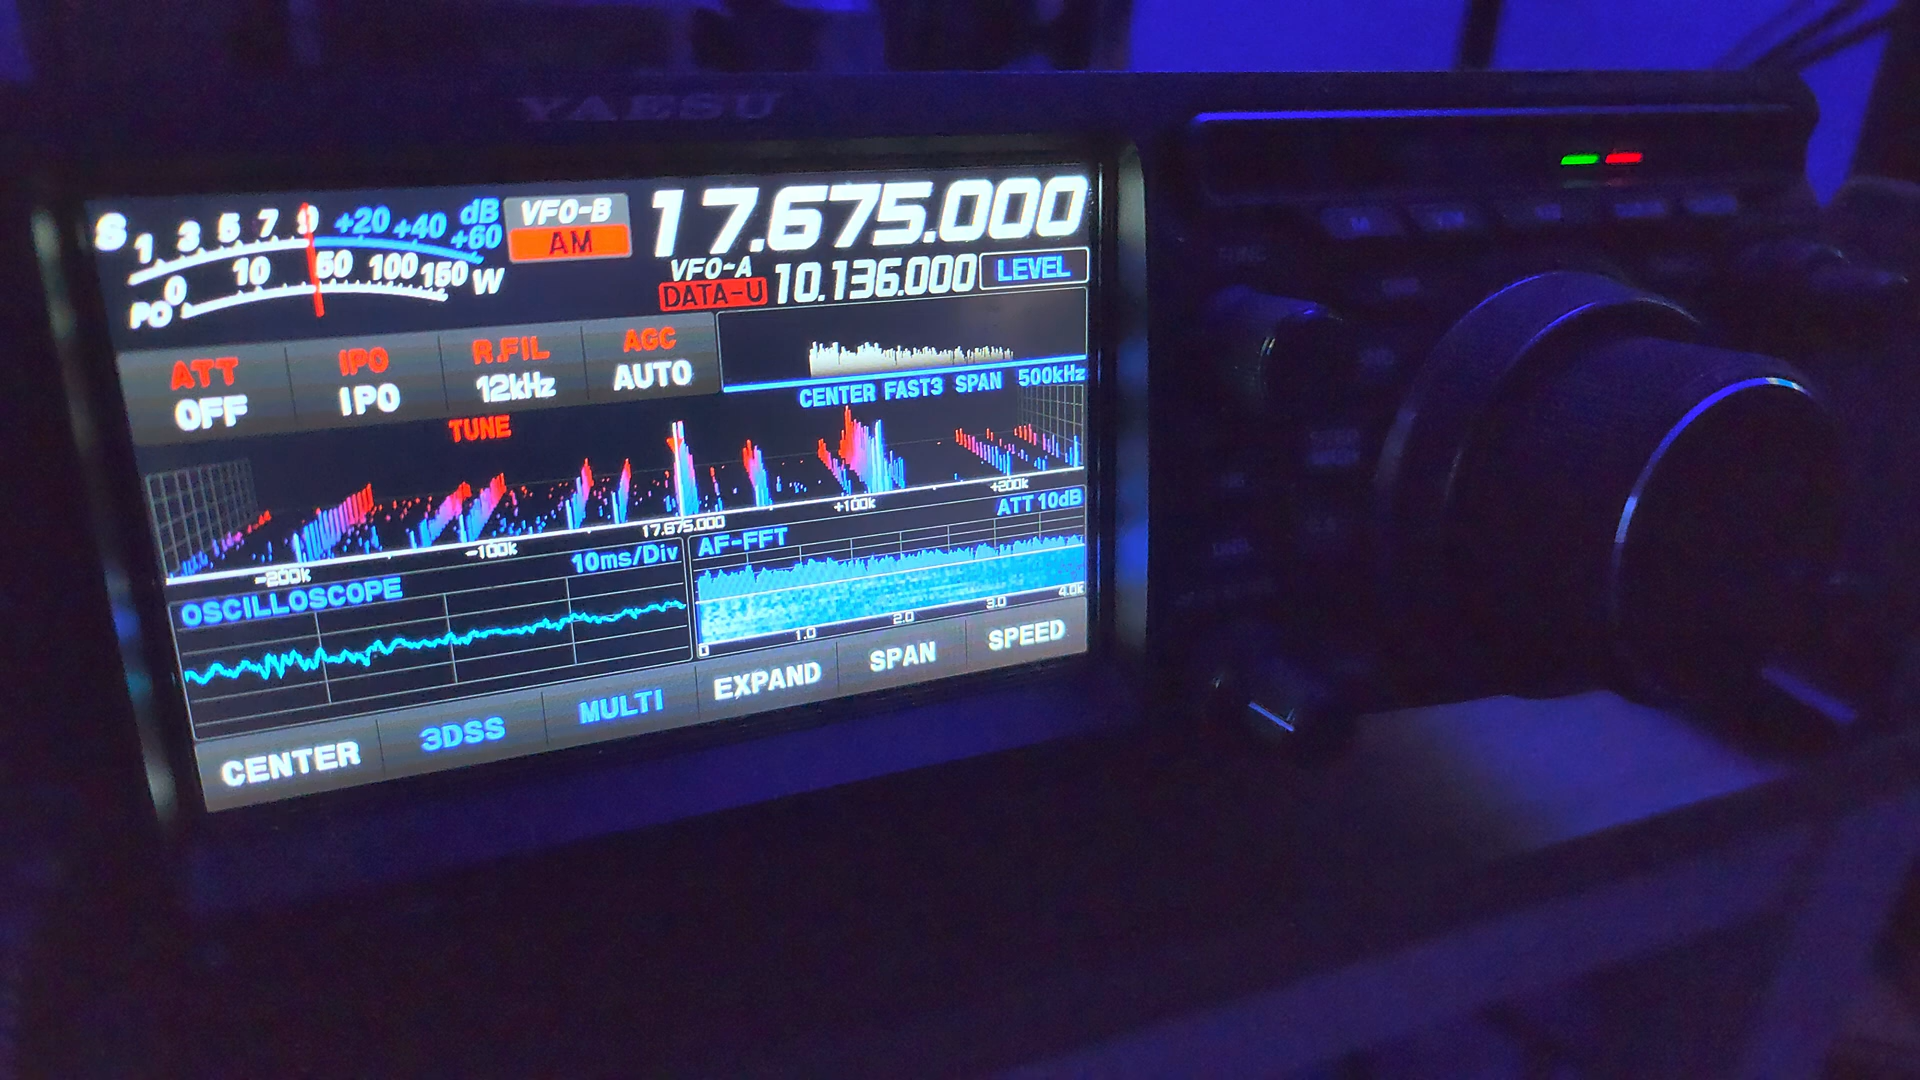 YAESU
S 1 3 5 7 9 +20 +40 +60 dB
PO 0 10 50 100 150 W
VFO-B
AM
17.675.000
VFO-A
DATA-U
10.136.000
LEVEL
ATT
OFF
IPO
IPO
R.FIL
12kHz
AGC
AUTO
CENTER FAST3 SPAN 500kHz
TUNE
-200k -100k 17.675.000 +100k +200k
OSCILLOSCOPE 10ms/Div
AF-FFT ATT 10dB
0 1.0 2.0 3.0 4.0k
CENTER 3DSS MULTI EXPAND SPAN SPEED